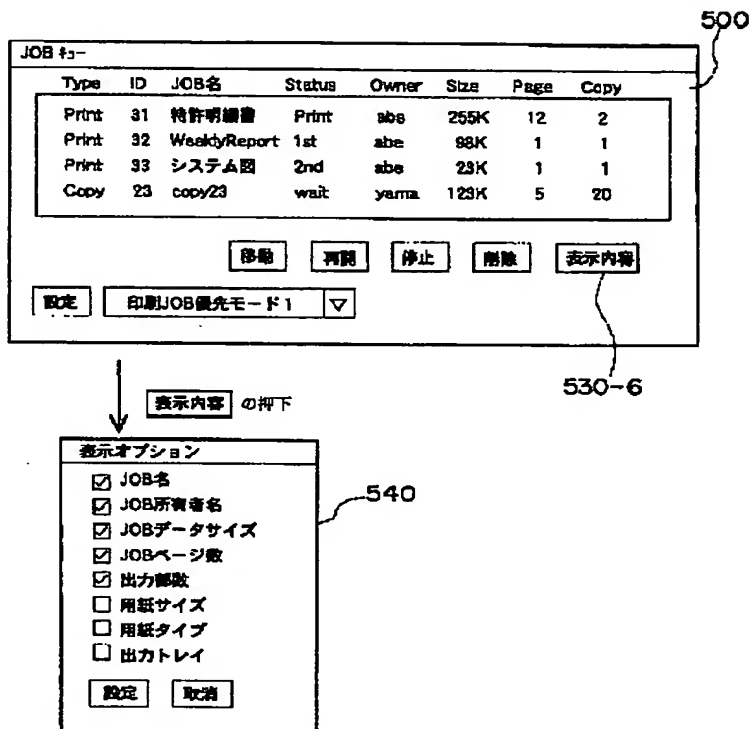 500
JOB キュー
Type ID JOB名 Status Owner Size Page Copy
Print 31 特許明細書 Print abe 255K 12 2
Print 32 WeeklyReport 1st abe 98K 1 1
Print 33 システム図 2nd abe 23K 1 1
Copy 23 copy23 wait yama 123K 5 20
移動 再開 停止 削除 表示内容
設定 印刷JOB優先モード1 ▽
530-6
表示内容 の押下
表示オプション
☑ JOB名
☑ JOB所有者名
540
☑ JOBデータサイズ
☑ JOBページ数
☑ 出力部数
☐ 用紙サイズ
☐ 用紙タイプ
☐ 出力トレイ
設定 取消